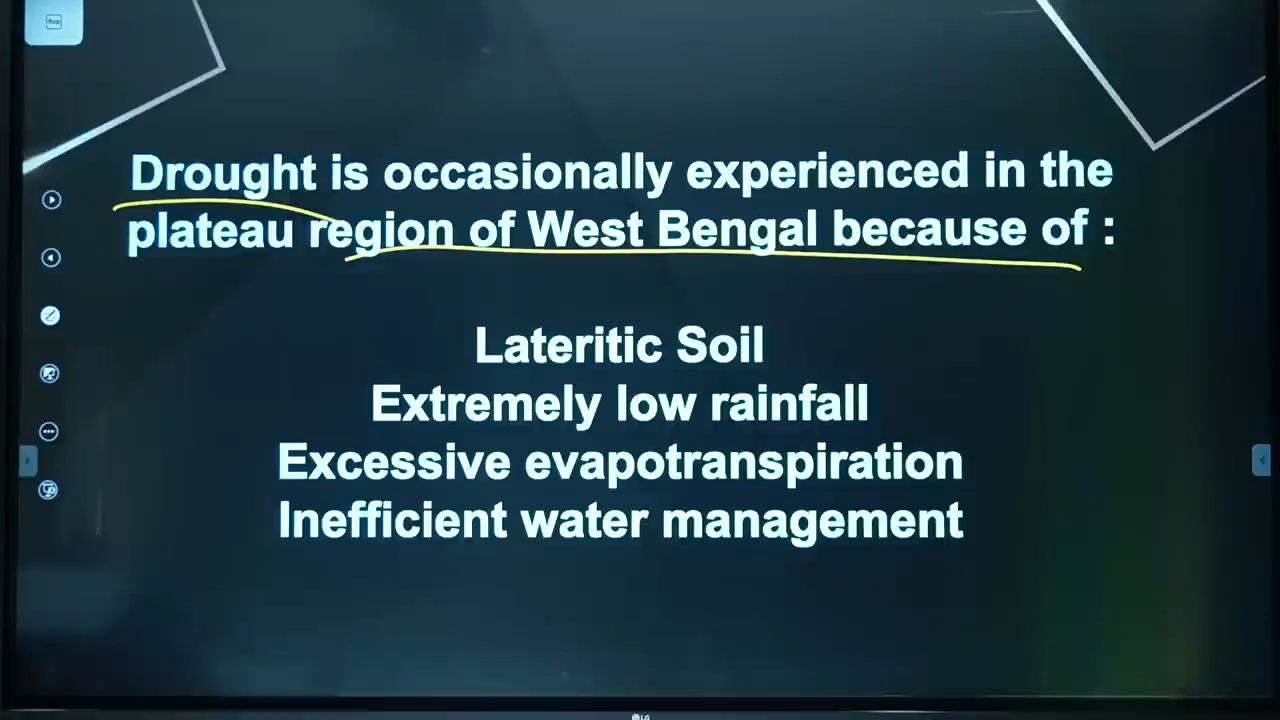 Drought is occasionally experienced in the
plateau region of West Bengal because of :
Lateritic Soil
Extremely low rainfall
Excessive evapotranspiration
Inefficient water management
LG